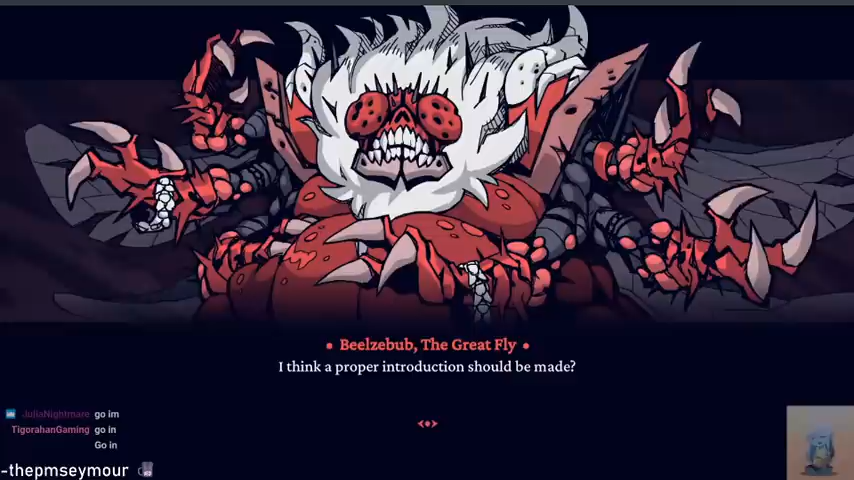 • Beelzebub, The Great Fly •
I think a proper introduction should be made?
JuliaNightmare go im
TigorahanGaming go in
Go in
-thepmseymour